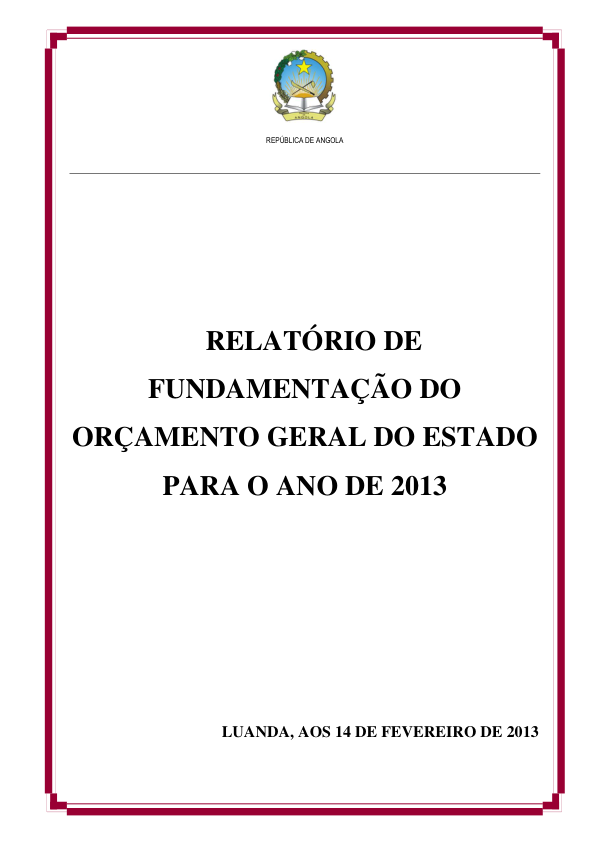 ANGOLA
REPÚBLICA DE ANGOLA
RELATÓRIO DE
FUNDAMENTAÇÃO DO
ORÇAMENTO GERAL DO ESTADO
PARA O ANO DE 2013
LUANDA, AOS 14 DE FEVEREIRO DE 2013